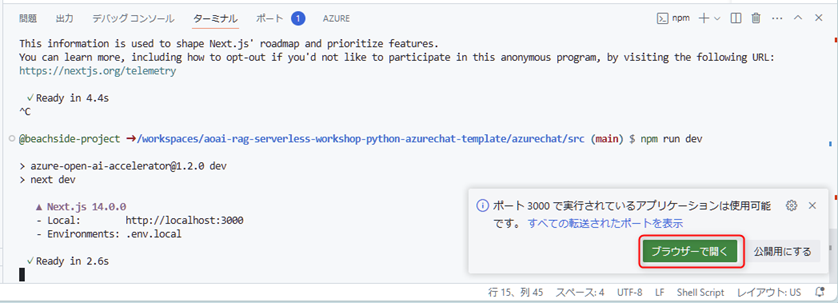 問題 出力 デバッグ コンソール ターミナル ポート 1 AZURE npm
This information is used to shape Next.js' roadmap and prioritize features.
You can learn more, including how to opt-out if you'd not like to participate in this anonymous program, by visiting the following URL:
https://nextjs.org/telemetry
✓ Ready in 4.4s
^C
@beachside-project ➜/workspaces/aoai-rag-serverless-workshop-python-azurechat-template/azurechat/src (main) $ npm run dev
> azure-open-ai-accelerator@1.2.0 dev
> next dev
▲ Next.js 14.0.0
- Local: http://localhost:3000
- Environments: .env.local
✓ Ready in 2.6s
ポート 3000 で実行されているアプリケーションは使用可能
です。 すべての転送されたポートを表示
ブラウザーで開く 公開用にする
行 15、列 45 スペース: 4 UTF-8 LF Shell Script レイアウト: US